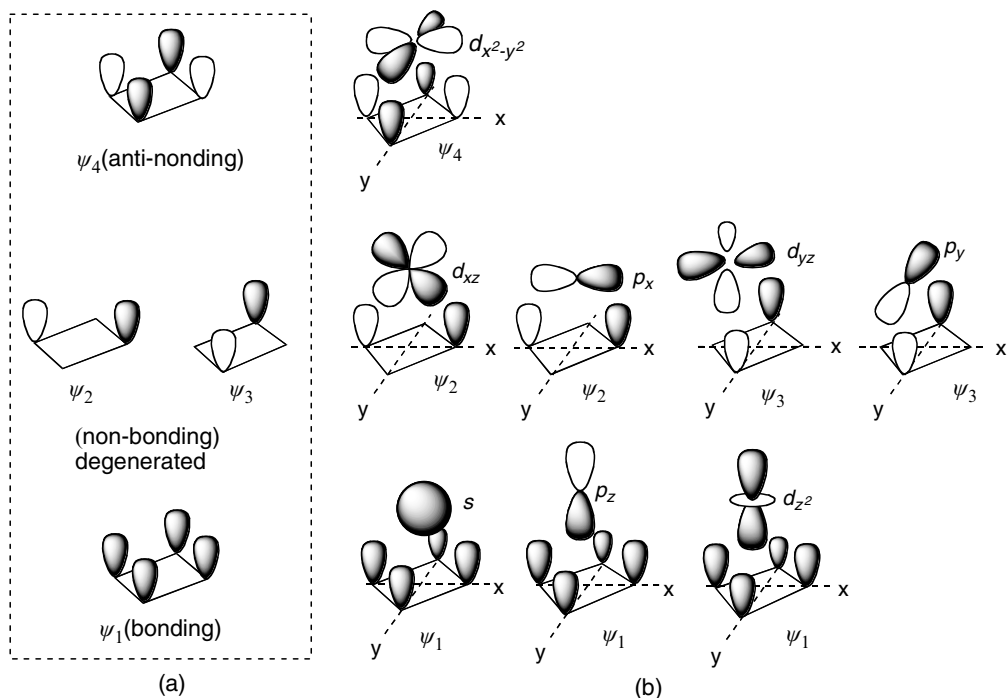 ψ4(anti-nonding)
dx2-y2
x
ψ4
y
ψ2
ψ3
(non-bonding)
degenerated
dxz
x
ψ2
y
px
x
ψ2
y
dyz
x
ψ3
y
py
x
ψ3
y
ψ1(bonding)
s
x
ψ1
y
pz
x
ψ1
y
dz2
x
ψ1
y
(a)
(b)